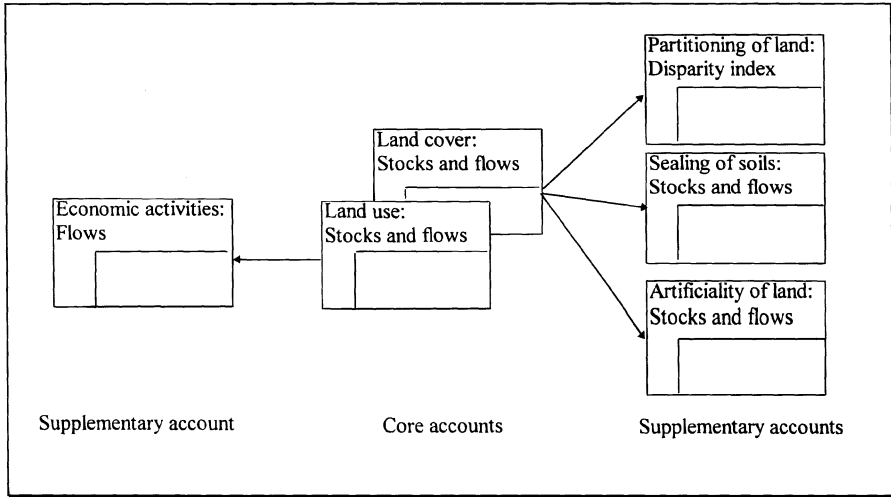 Partitioning of land:
Disparity index
Land cover:
Stocks and flows
Sealing of soils:
Stocks and flows
Economic activities:
Flows
Land use:
Stocks and flows
Artificiality of land:
Stocks and flows
Supplementary account
Core accounts
Supplementary accounts